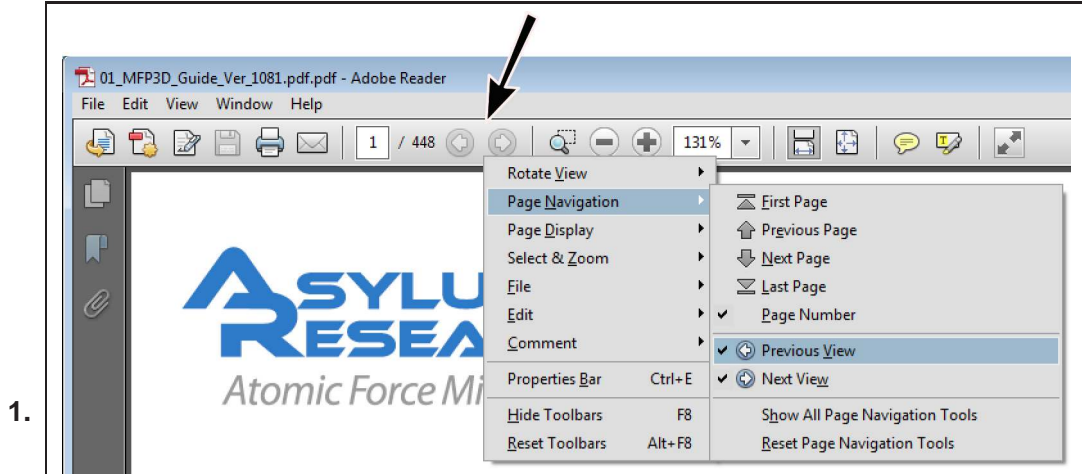 01_MFP3D_Guide_Ver_1081.pdf.pdf - Adobe Reader
File Edit View Window Help
1 / 448 131%
Rotate View
Page Navigation
Page Display
Select & Zoom
File
Edit
Comment
Properties Bar Ctrl+E
Hide Toolbars F8
Reset Toolbars Alt+F8
First Page
Previous Page
Next Page
Last Page
Page Number
Previous View
Next View
Show All Page Navigation Tools
Reset Page Navigation Tools
ASYLU
RESEA
Atomic Force Mi
1.